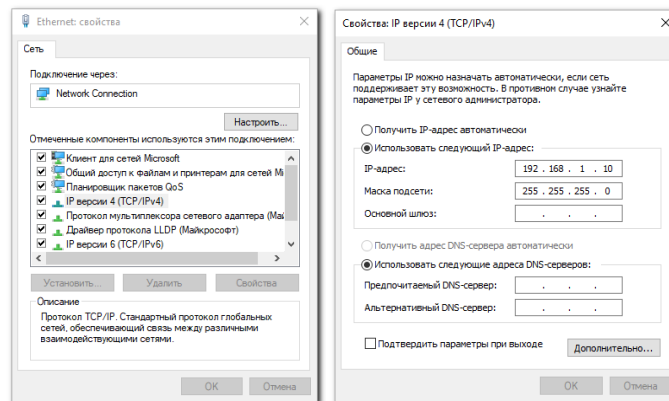 Ethernet: свойства
Сеть
Подключение через:
Network Connection
Настроить...
Отмеченные компоненты используются этим подключением:
Клиент для сетей Microsoft
Общий доступ к файлам и принтерам для сетей Mi
Планировщик пакетов QoS
IP версии 4 (TCP/IPv4)
Протокол мультиплексора сетевого адаптера (Май
Драйвер протокола LLDP (Майкрософт)
IP версии 6 (TCP/IPv6)
Установить...
Удалить
Свойства
Описание
Протокол TCP/IP. Стандартный протокол глобальных
сетей, обеспечивающий связь между различными
взаимодействующими сетями.
OK
Отмена
Свойства: IP версии 4 (TCP/IPv4)
Общие
Параметры IP можно назначать автоматически, если сеть
поддерживает эту возможность. В противном случае узнайте
параметры IP у сетевого администратора.
Получить IP-адрес автоматически
Использовать следующий IP-адрес:
IP-адрес:
192 . 168 . 1 . 10
Маска подсети:
255 . 255 . 255 . 0
Основной шлюз:
. . .
Получить адрес DNS-сервера автоматически
Использовать следующие адреса DNS-серверов:
Предпочитаемый DNS-сервер:
. . .
Альтернативный DNS-сервер:
. . .
Подтвердить параметры при выходе
Дополнительно...
OK
Отмена